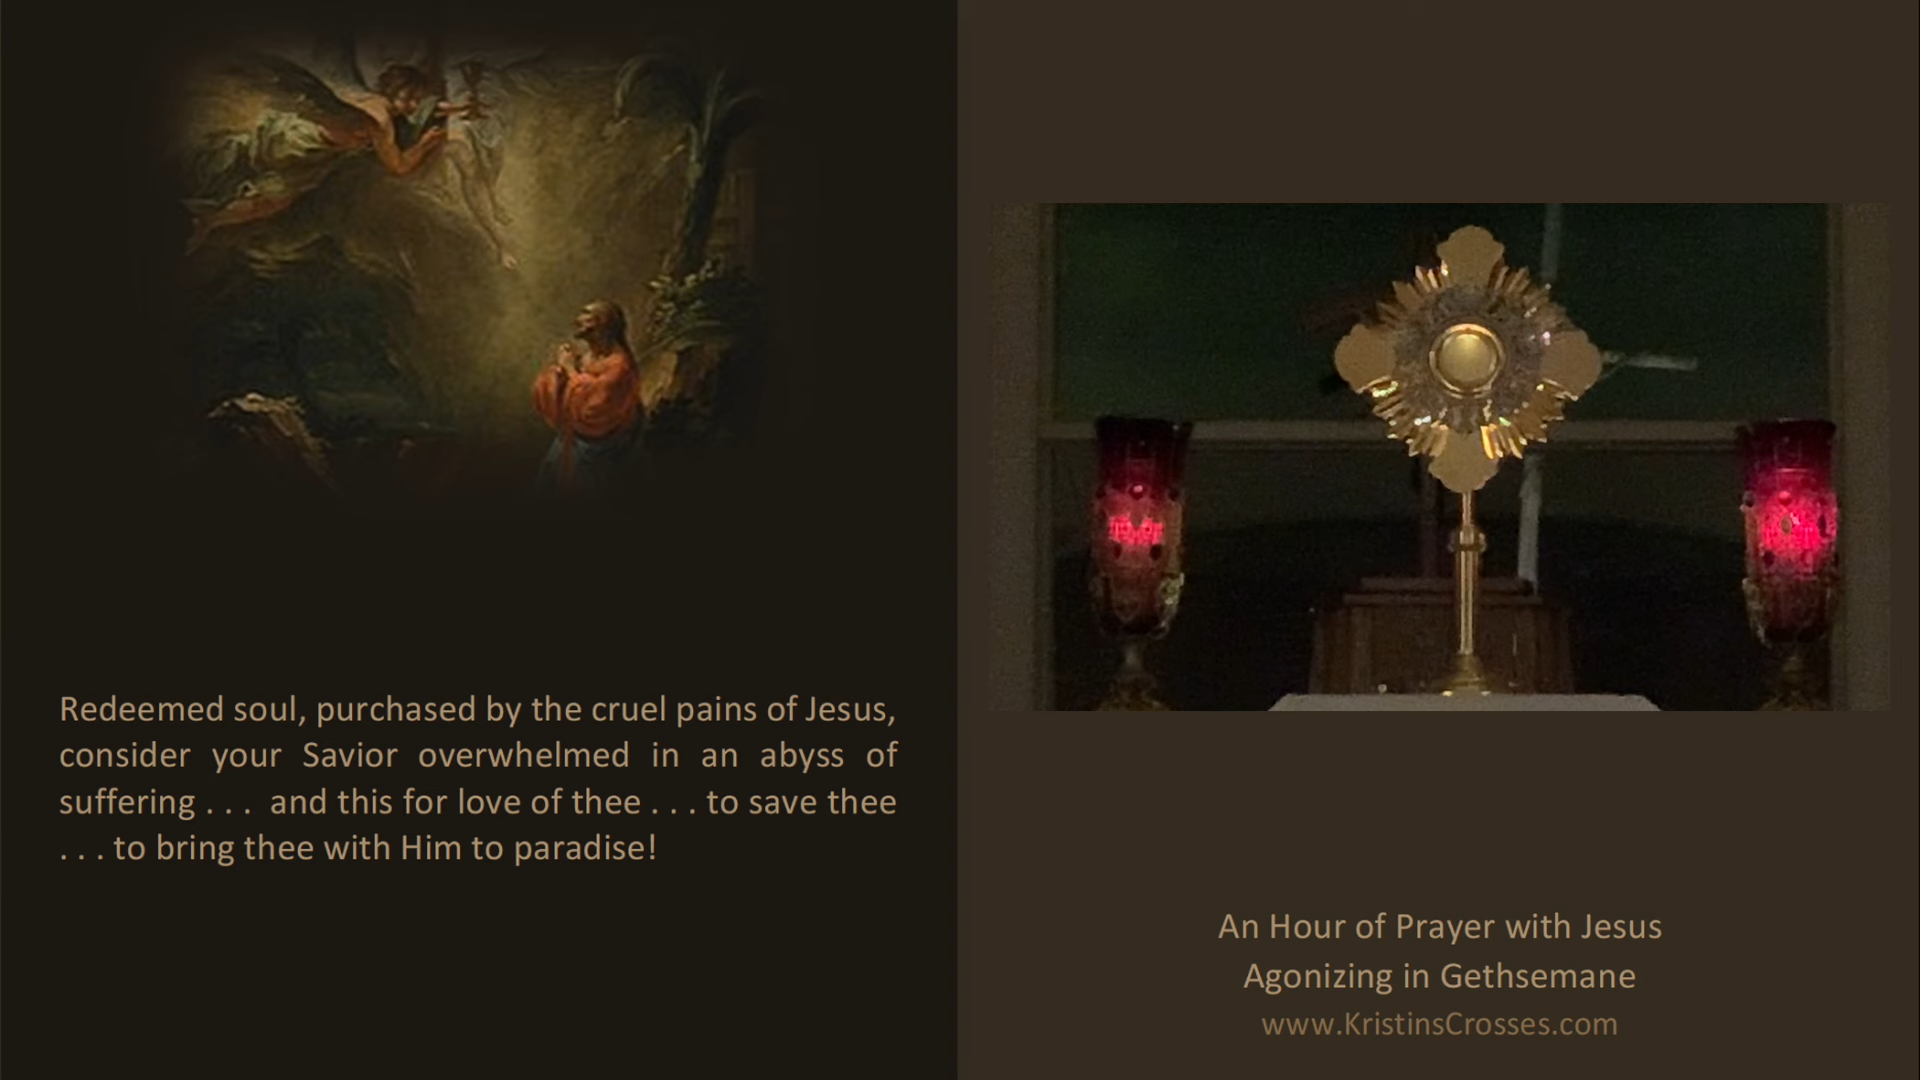 Redeemed soul, purchased by the cruel pains of Jesus,
consider your Savior overwhelmed in an abyss of
suffering . . .  and this for love of thee . . . to save thee
. . . to bring thee with Him to paradise!
An Hour of Prayer with Jesus
Agonizing in Gethsemane
www.KristinsCrosses.com